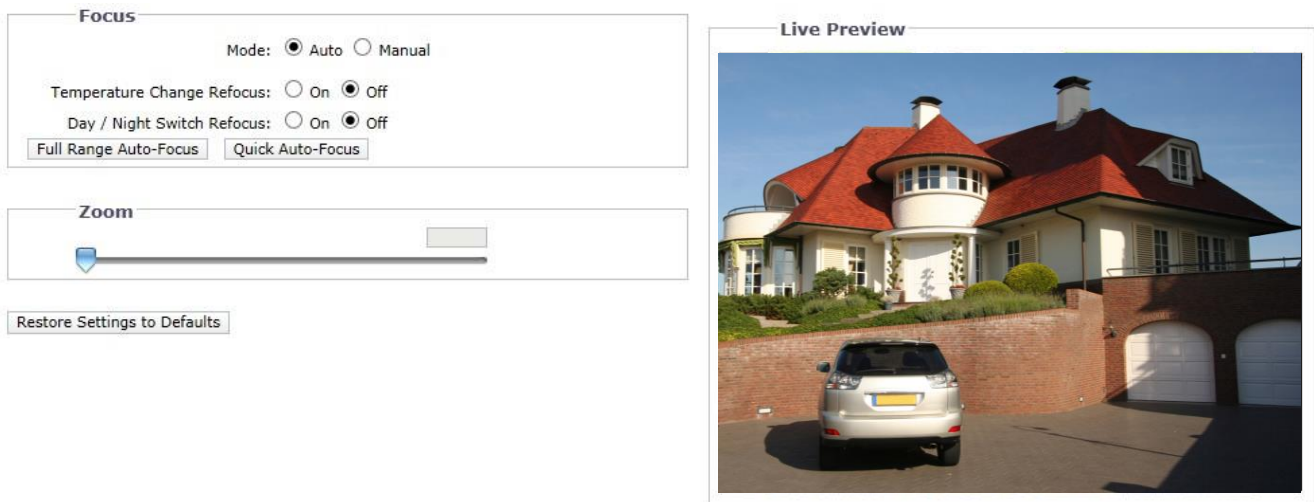 Focus
Mode: Auto Manual
Temperature Change Refocus: On Off
Day / Night Switch Refocus: On Off
Full Range Auto-Focus Quick Auto-Focus
Zoom
Restore Settings to Defaults
Live Preview